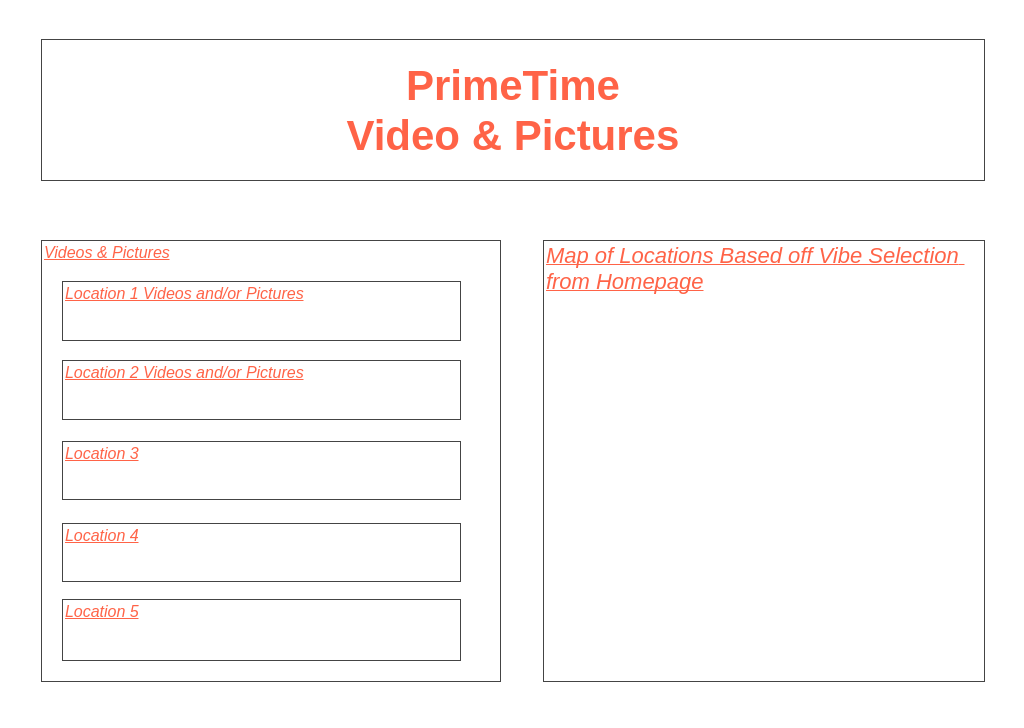 PrimeTime
Video & Pictures
Videos & Pictures
Location 1 Videos and/or Pictures
Location 2 Videos and/or Pictures
Location 3
Location 4
Location 5
Map of Locations Based off Vibe Selection
from Homepage